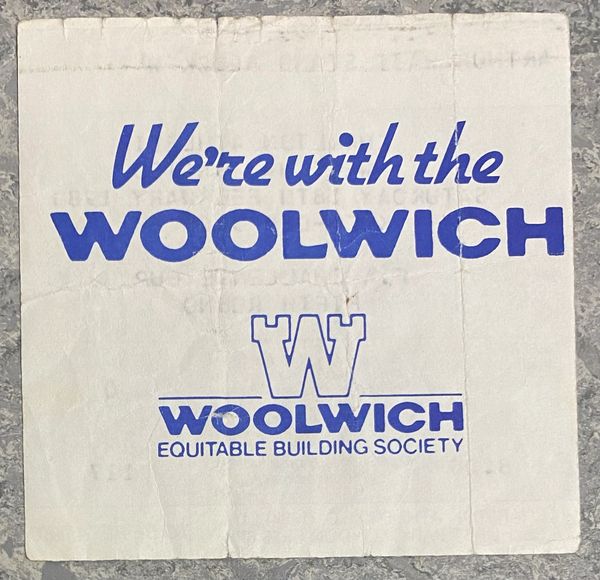 We're with the
WOOLWICH
W
WOOLWICH
EQUITABLE BUILDING SOCIETY